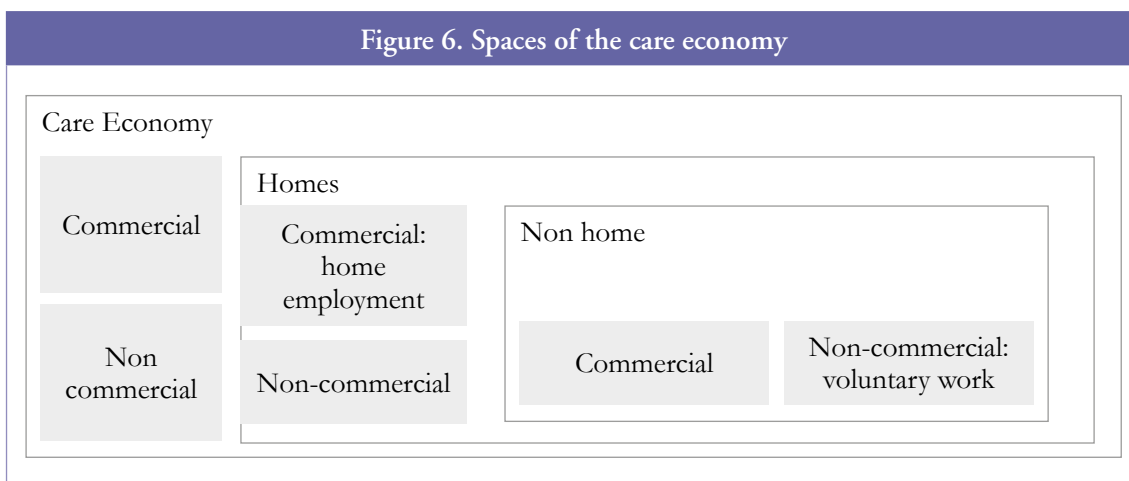 Figure 6. Spaces of the care economy
Care Economy
Commercial
Non
commercial
Homes
Commercial:
home
employment
Non-commercial
Non home
Commercial
Non-commercial:
voluntary work